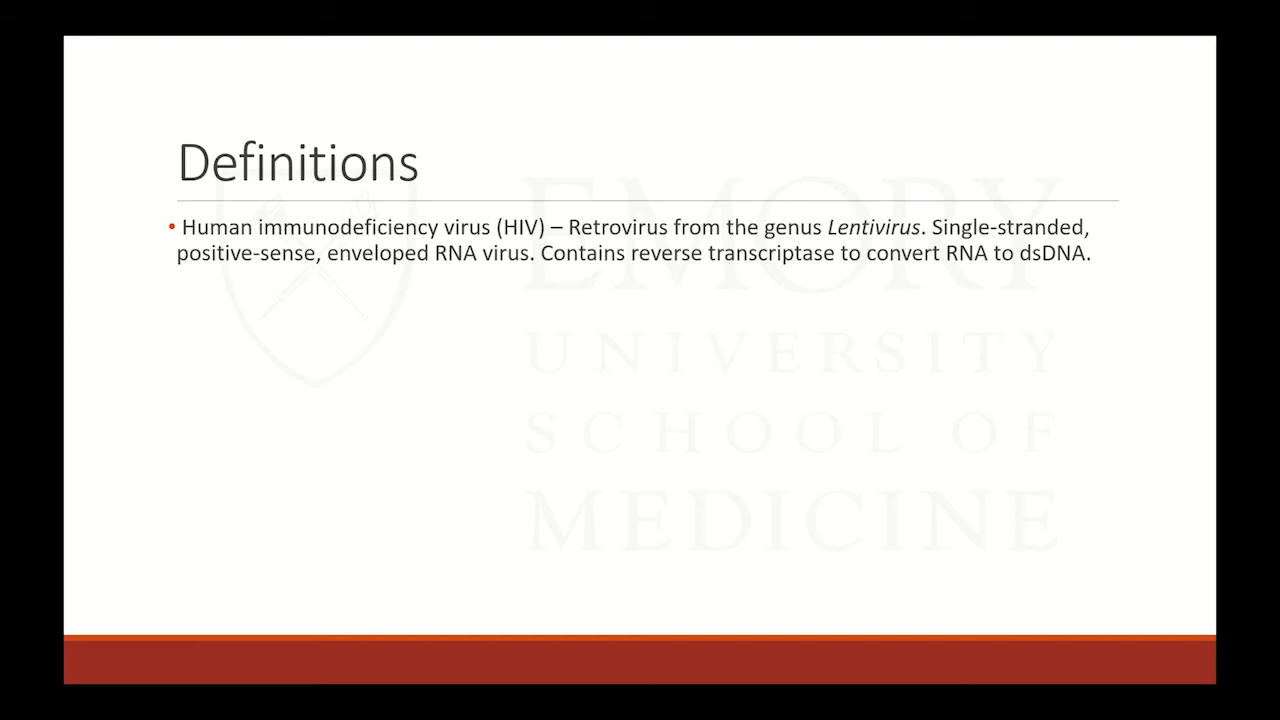 Definitions
• Human immunodeficiency virus (HIV) – Retrovirus from the genus Lentivirus. Single-stranded,
positive-sense, enveloped RNA virus. Contains reverse transcriptase to convert RNA to dsDNA.
EMORY
UNIVERSITY
SCHOOL OF
MEDICINE